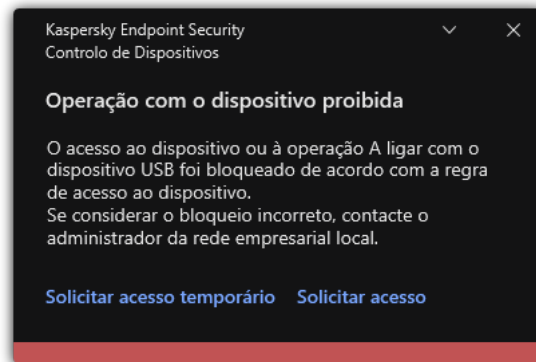 Kaspersky Endpoint Security
Controlo de Dispositivos
Operação com o dispositivo proibida
O acesso ao dispositivo ou à operação A ligar com o
dispositivo USB foi bloqueado de acordo com a regra
de acesso ao dispositivo.
Se considerar o bloqueio incorreto, contacte o
administrador da rede empresarial local.
Solicitar acesso temporário Solicitar acesso